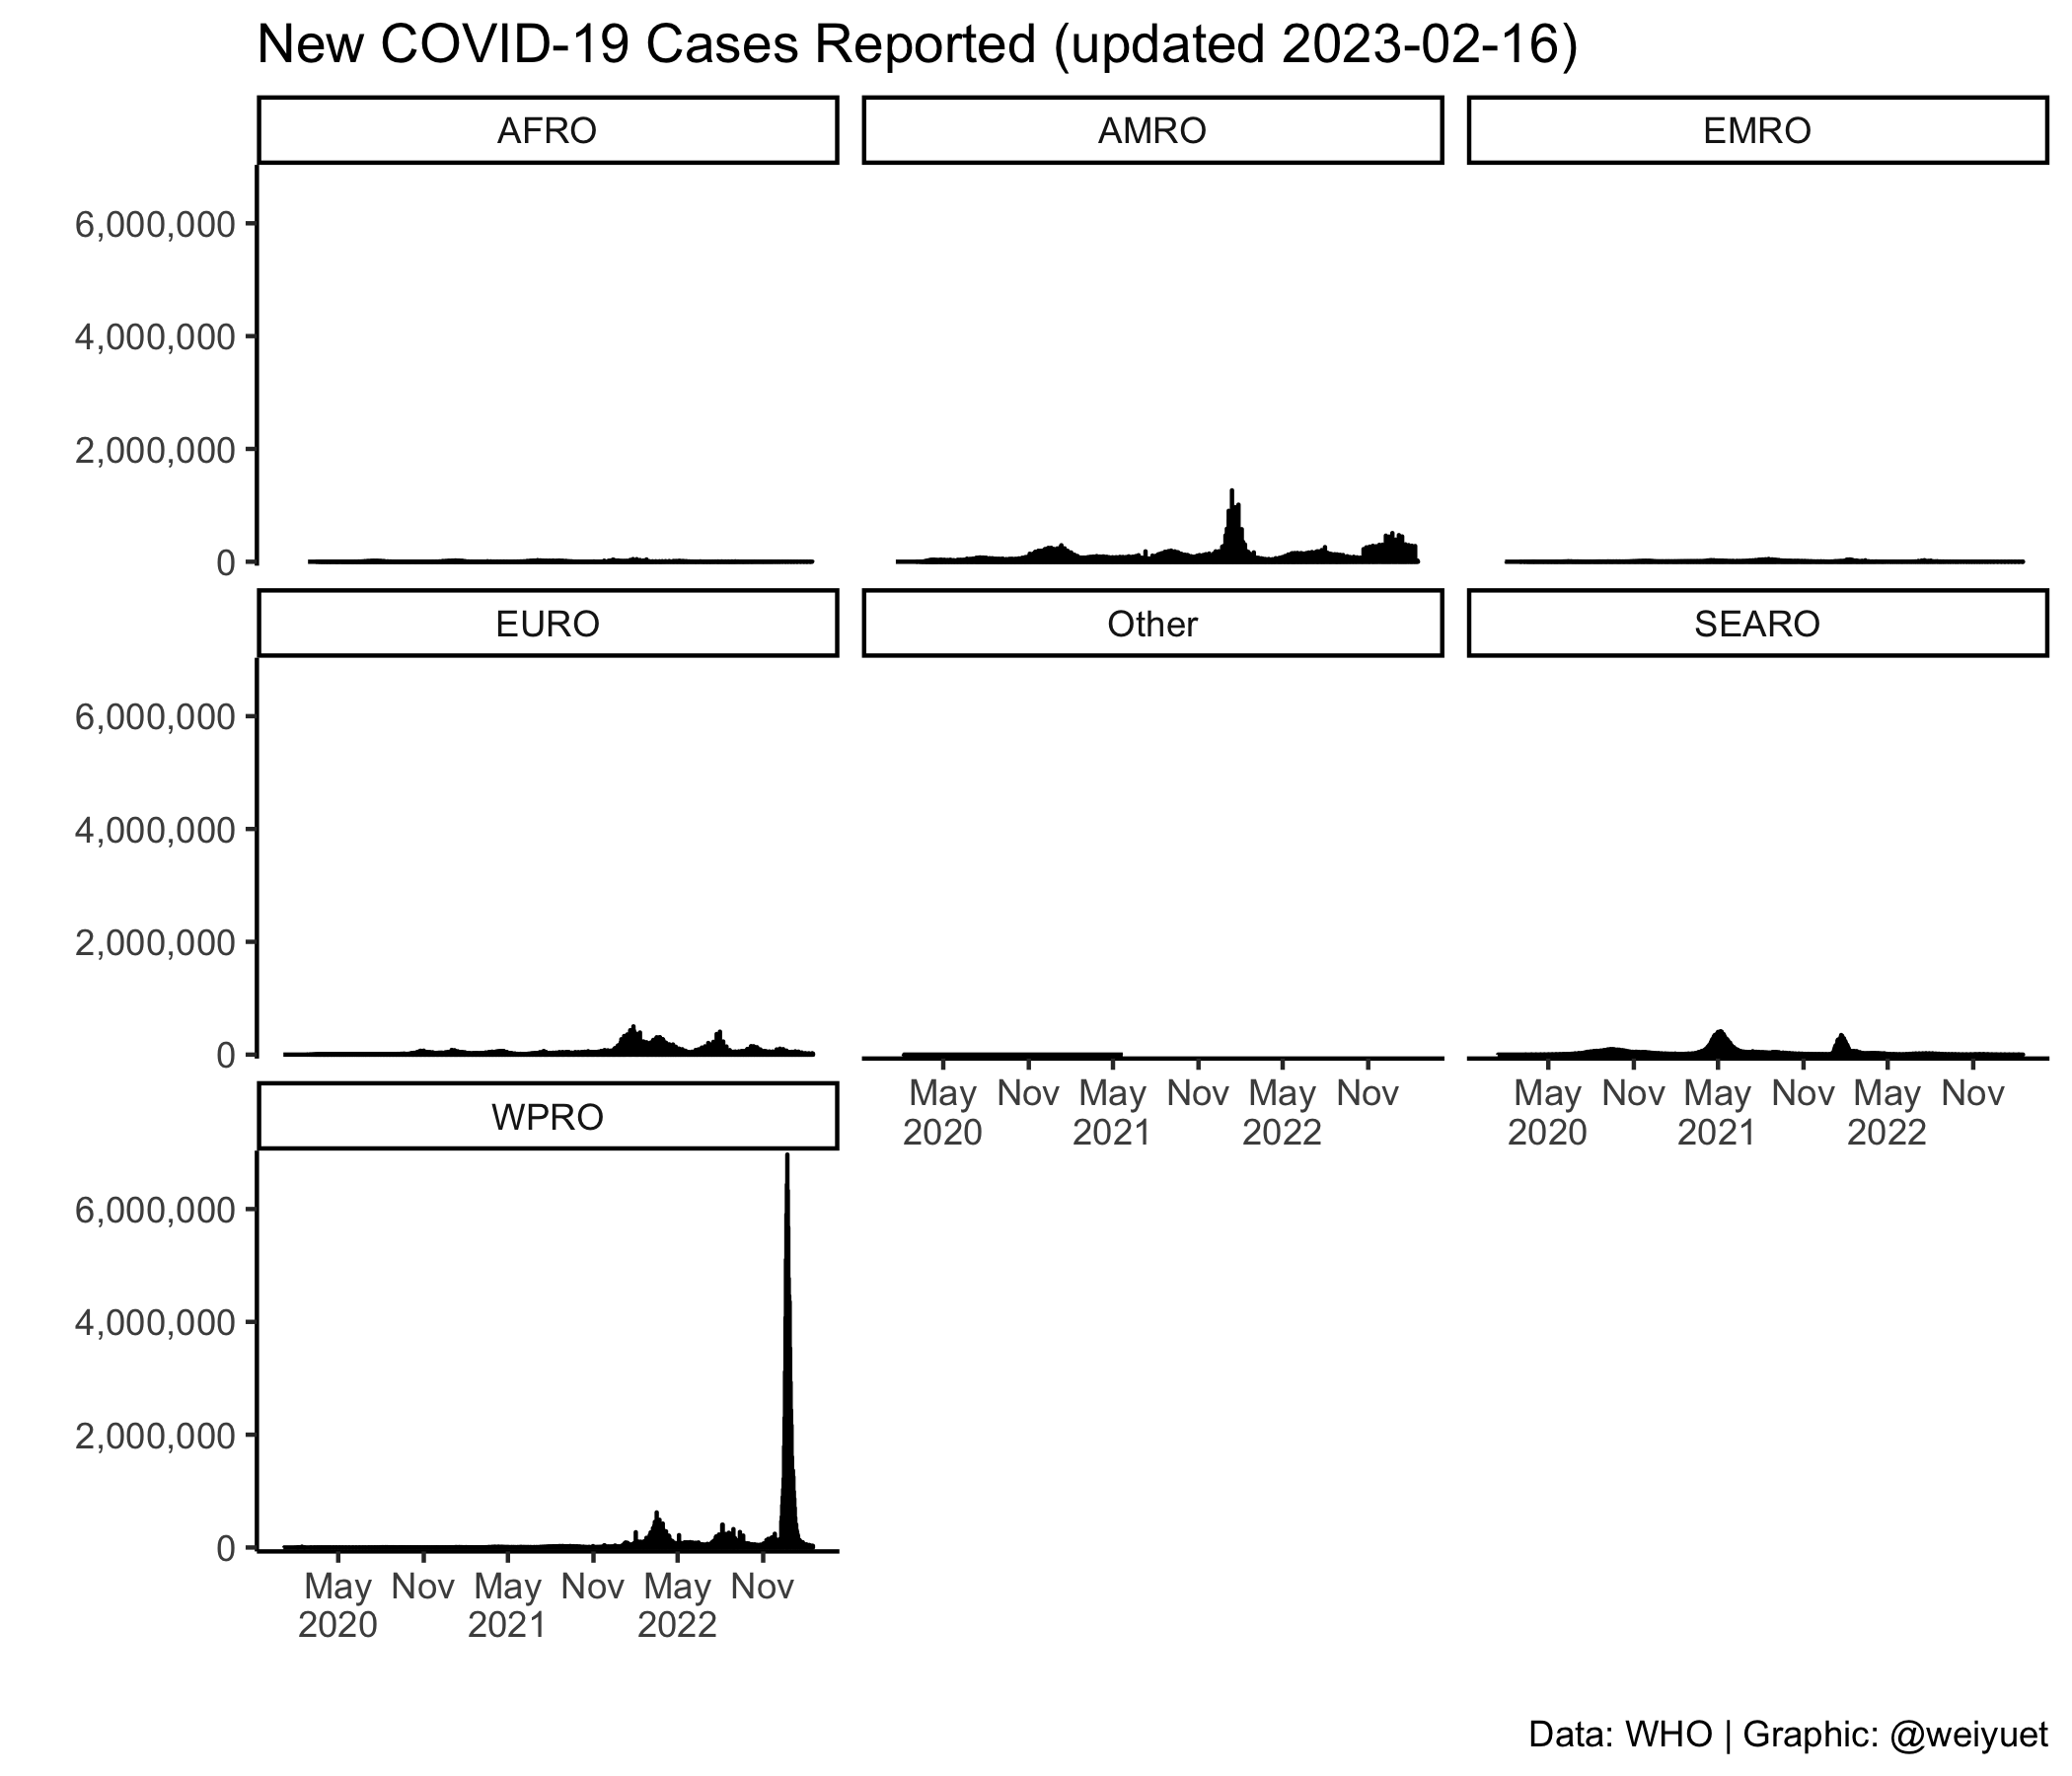 New COVID-19 Cases Reported (updated 2023-02-16)
AFRO
AMRO
EMRO
6,000,000
4,000,000
2,000,000
0
EURO
Other
SEARO
6,000,000
4,000,000
2,000,000
0
May Nov May Nov May Nov
2020 2021 2022
May Nov May Nov May Nov
2020 2021 2022
WPRO
6,000,000
4,000,000
2,000,000
0
May Nov May Nov May Nov
2020 2021 2022
Data: WHO | Graphic: @weiyuet